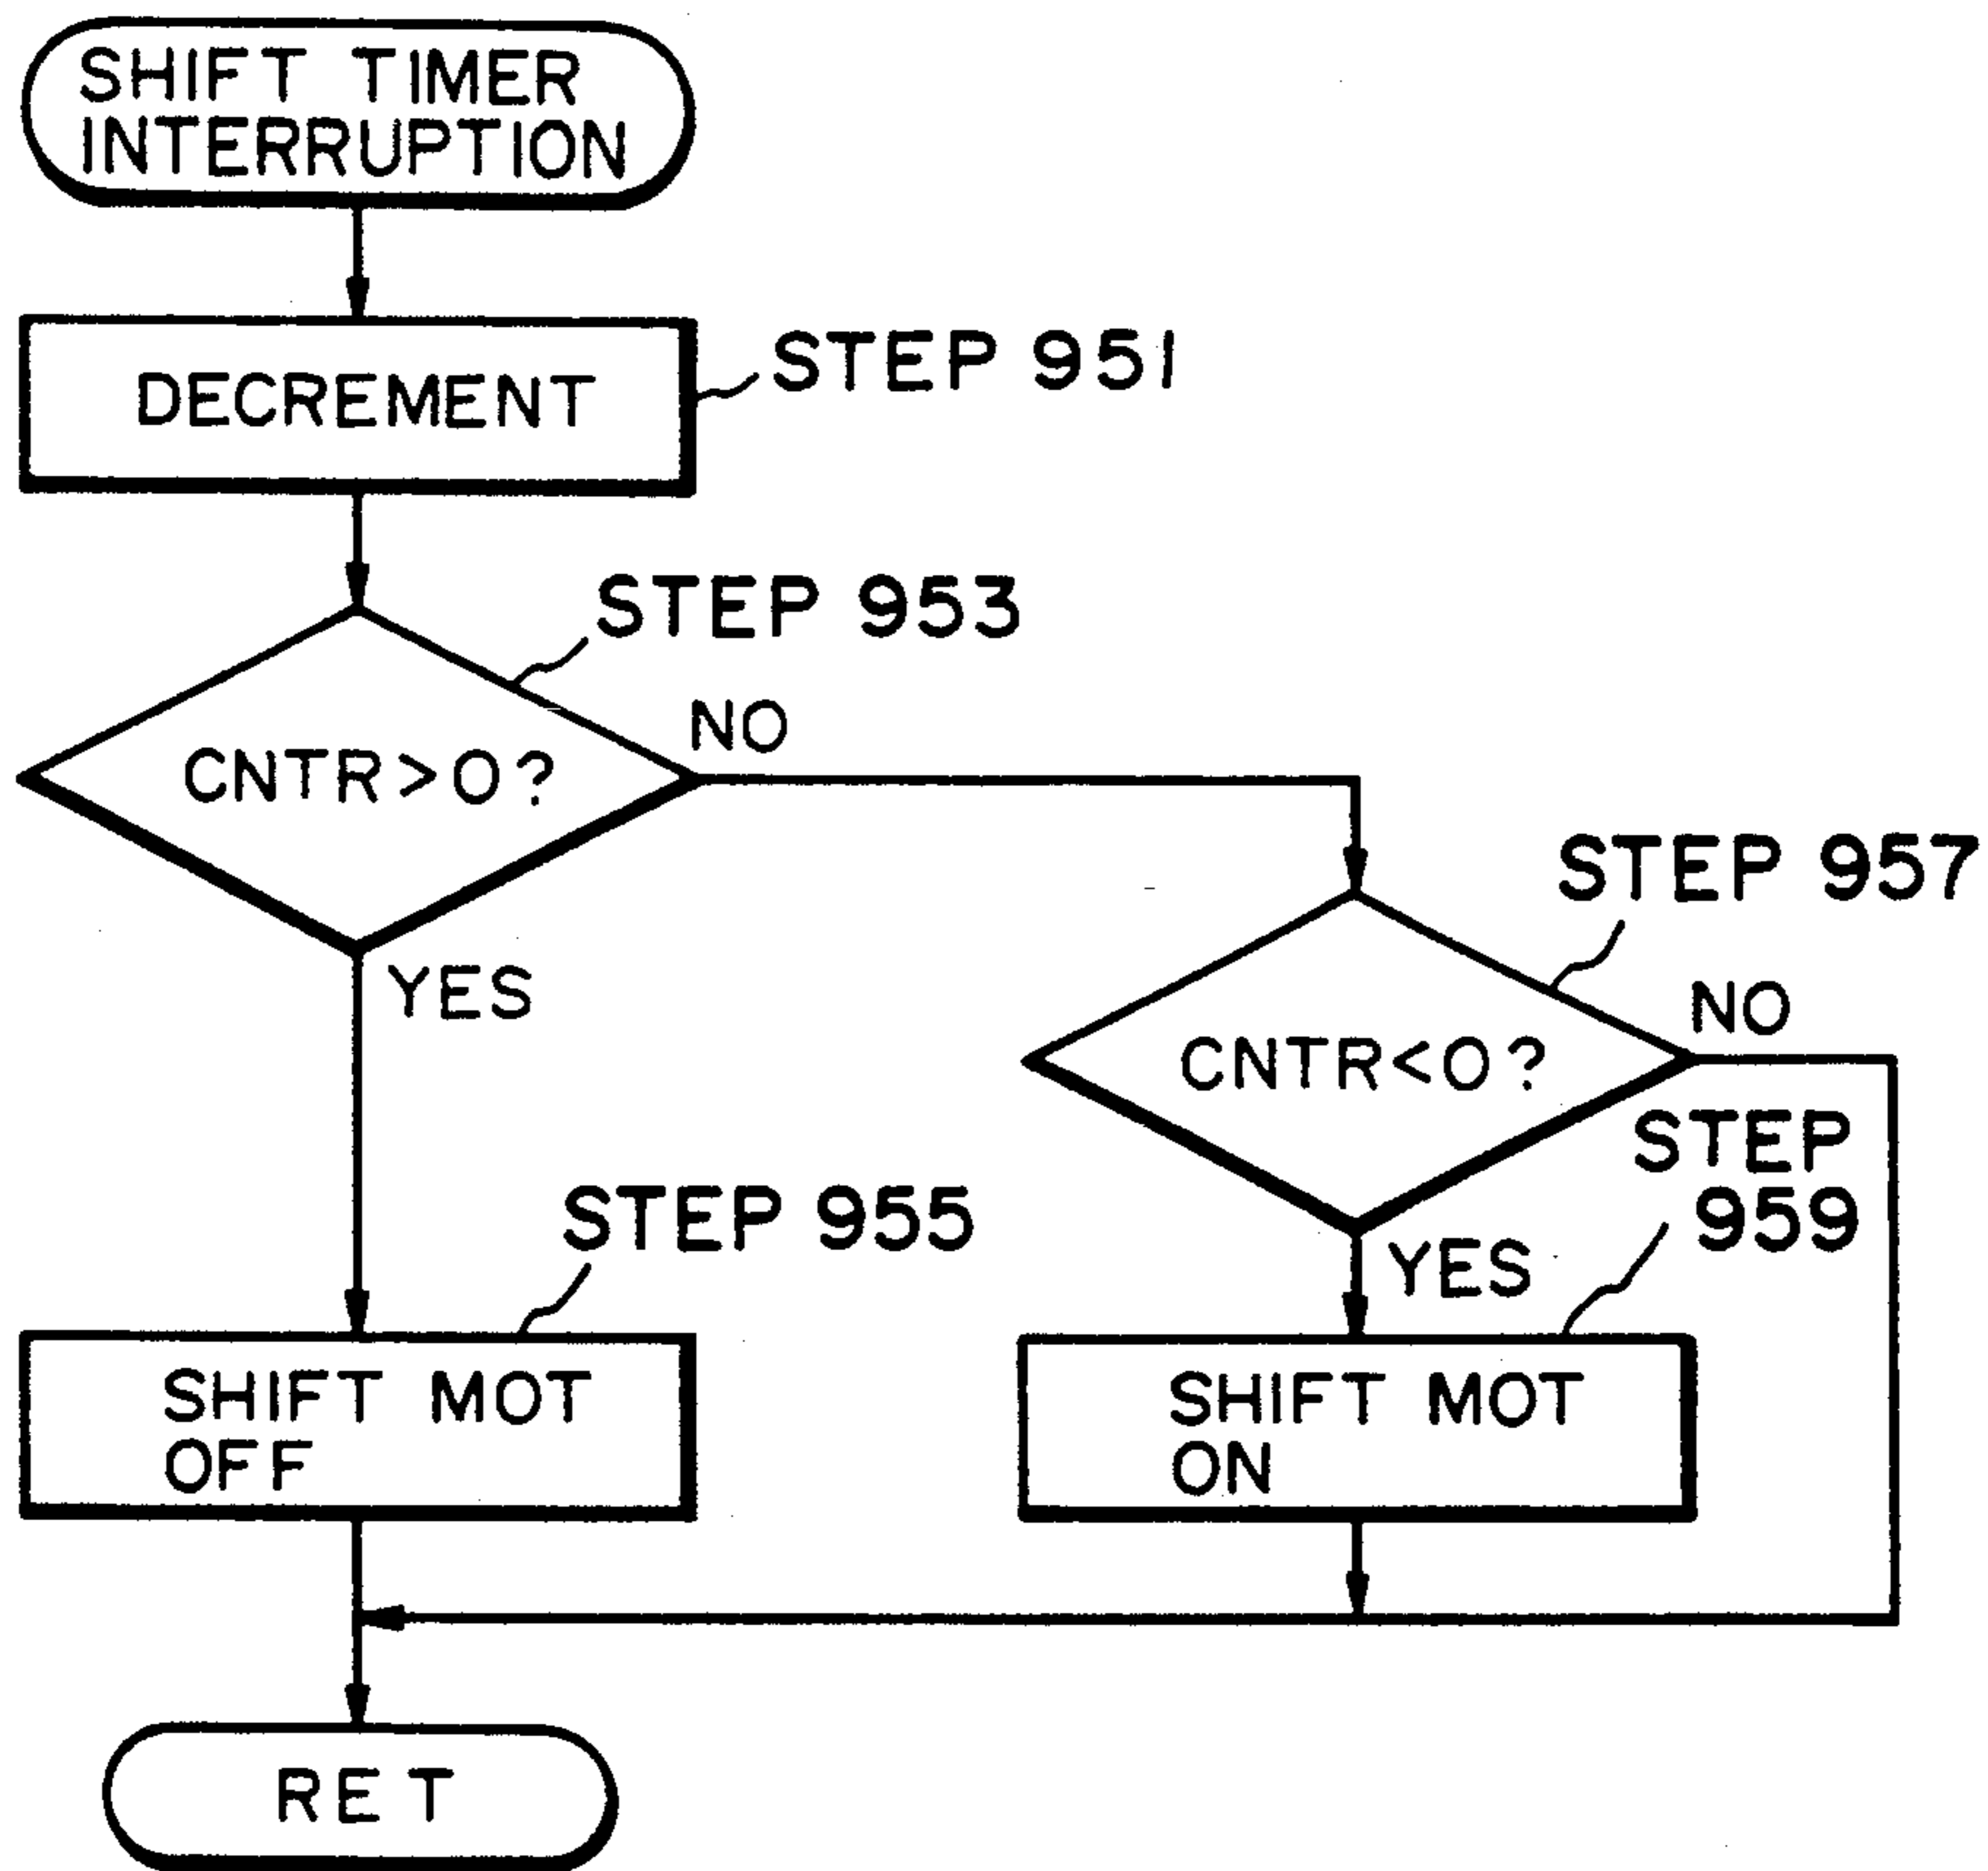 SHIFT TIMER
INTERRUPTION
DECREMENT
STEP 951
STEP 953
CNTR>0?
NO
YES
STEP 957
CNTR<0?
NO
YES
STEP 955
STEP
959
SHIFT MOT
OFF
SHIFT MOT
ON
RET